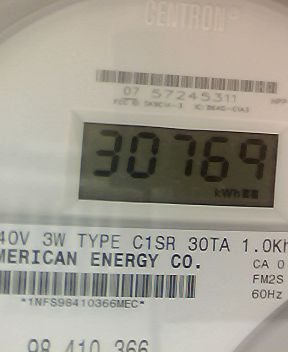 CENTRON®
07 57245311
30769
kWh
40V 3W TYPE C1SR 30TA 1.0Kh
MERICAN ENERGY CO.
CA 0
FM2S
60Hz
*1NFS98410366MEC*
98 410 366